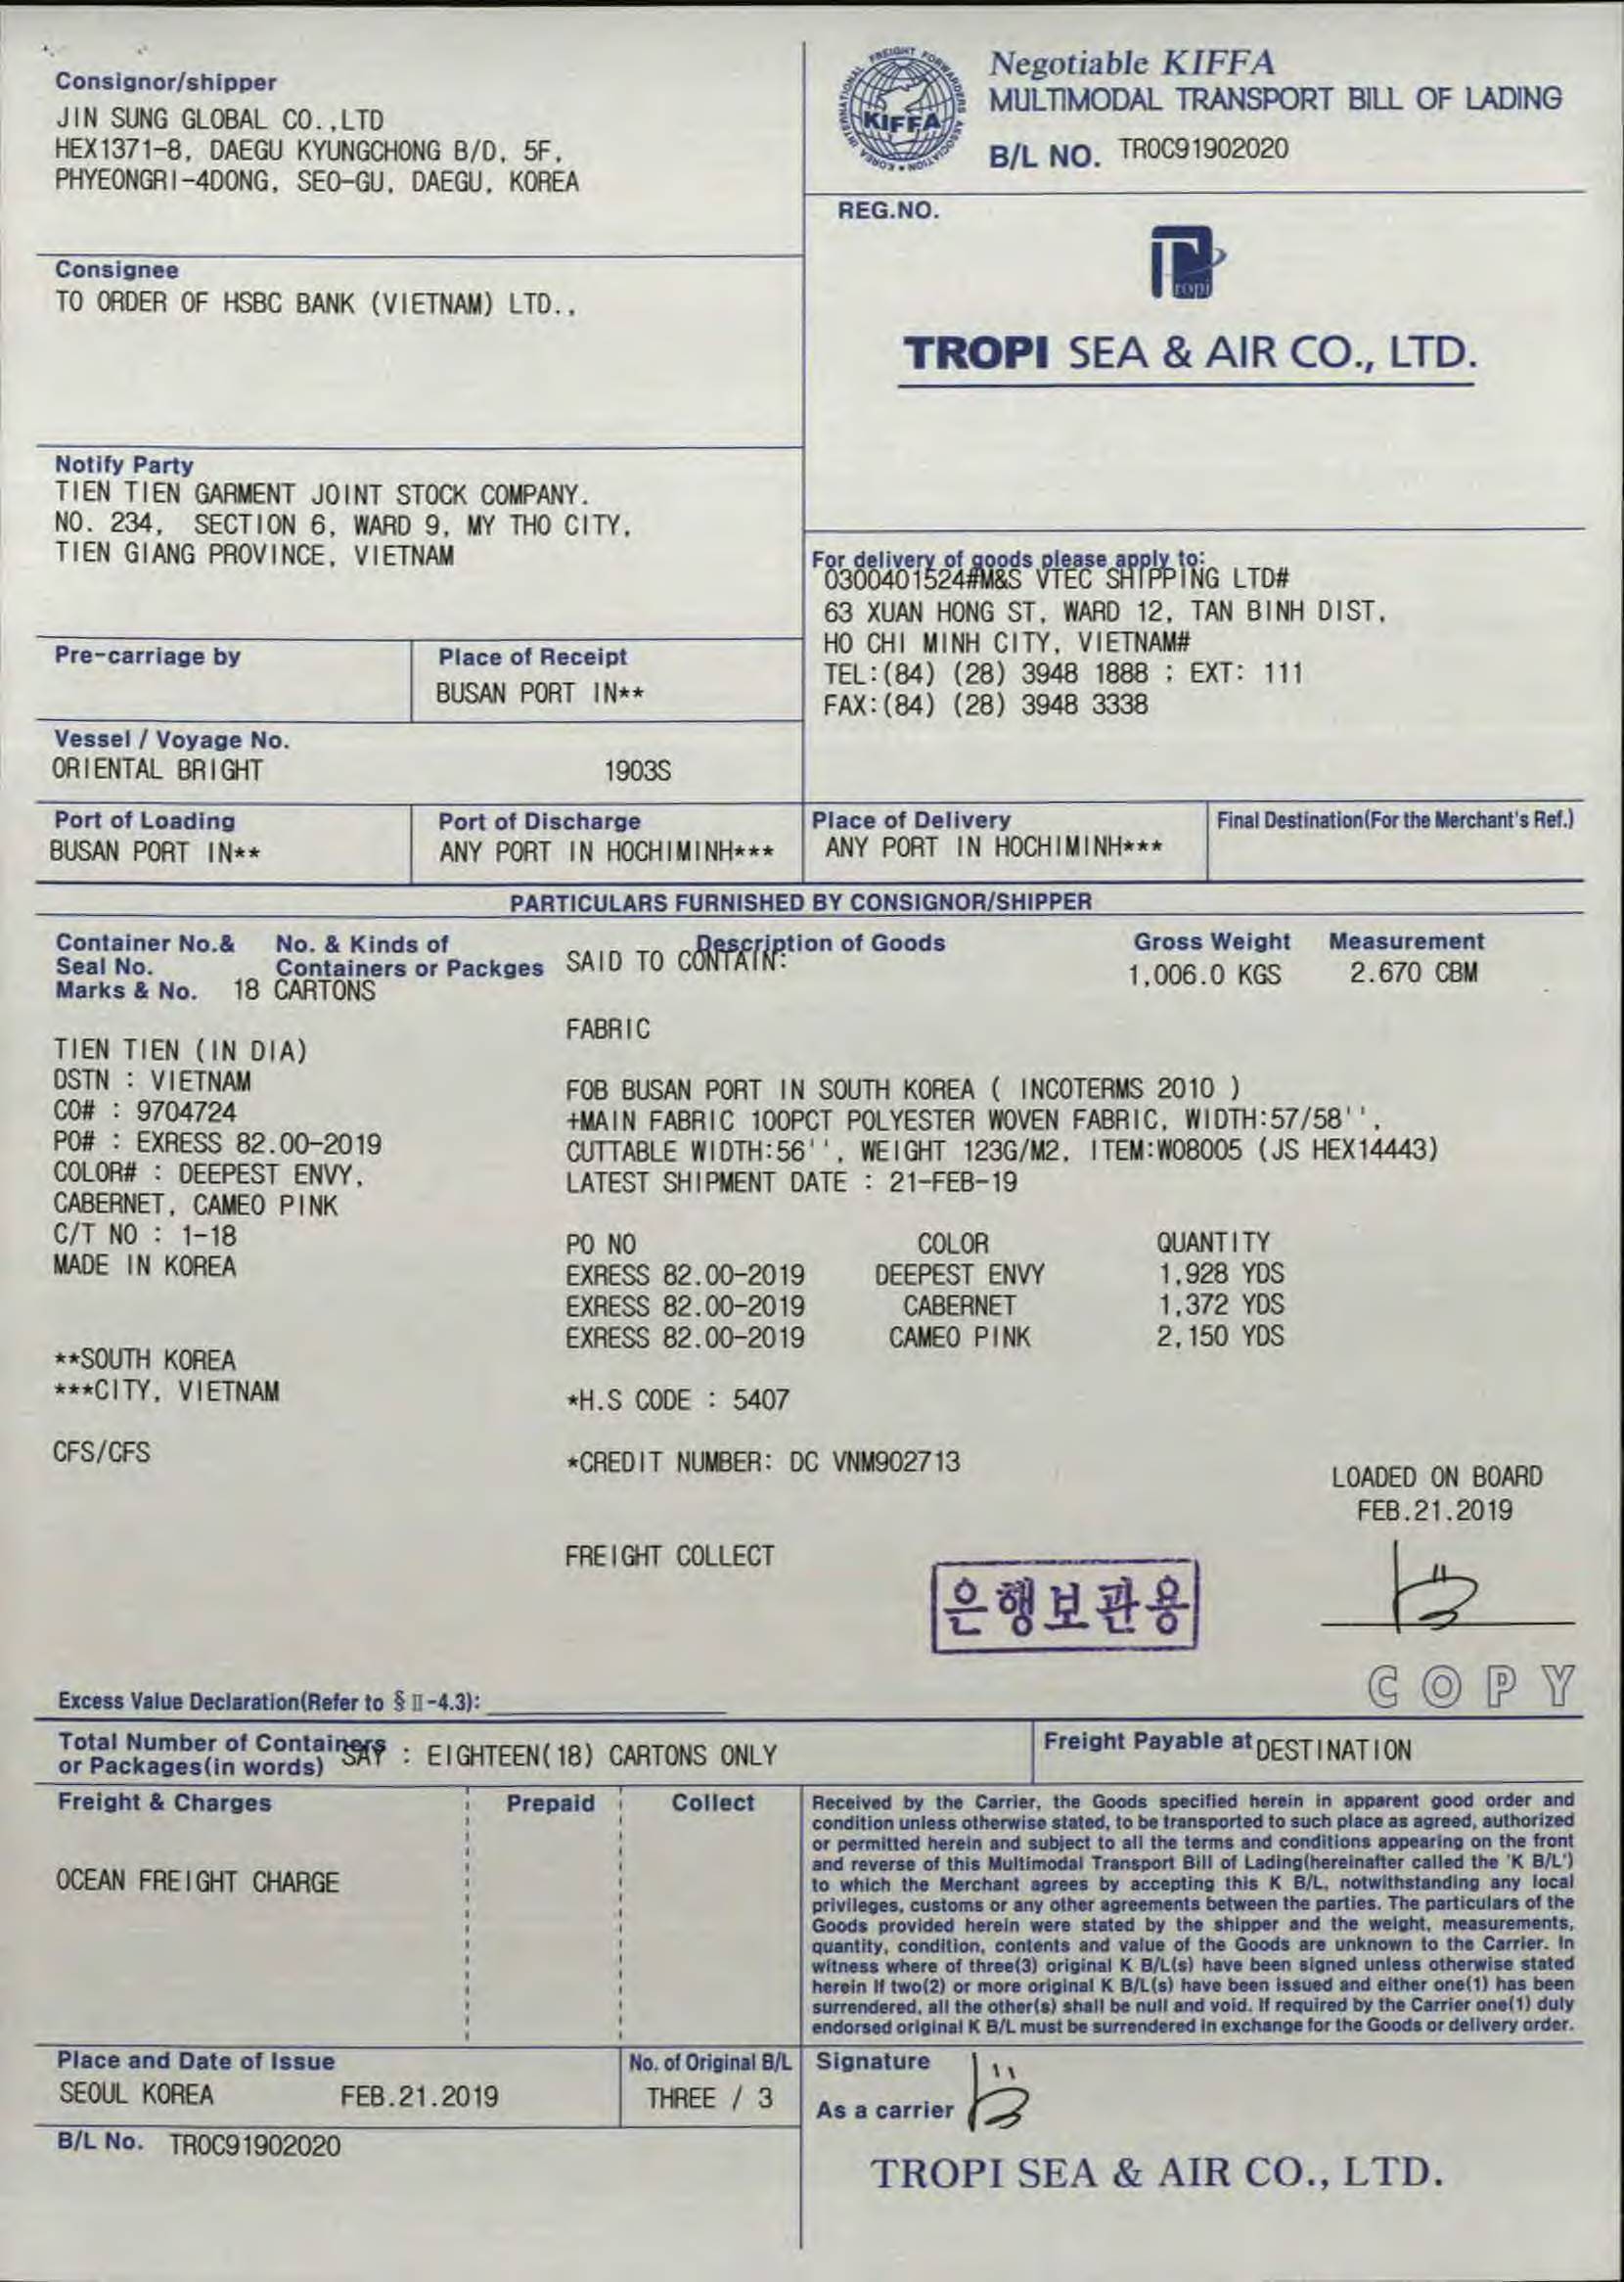 Consignor/shipper
JIN SUNG GLOBAL CO.,LTD
HEX1371-8, DAEGU KYUNGCHONG B/D, 5F,
PHYEONGRI-4DONG, SEO-GU, DAEGU, KOREA
KOREA INTERNATIONAL FREIGHT FORWARDERS ASSOCIATION
KIFFA
Negotiable KIFFA
MULTIMODAL TRANSPORT BILL OF LADING
B/L NO. TROC91902020
REG.NO.
Tropi
TROPI SEA & AIR CO., LTD.
Consignee
TO ORDER OF HSBC BANK (VIETNAM) LTD.,
Notify Party
TIEN TIEN GARMENT JOINT STOCK COMPANY.
NO. 234, SECTION 6, WARD 9, MY THO CITY,
TIEN GIANG PROVINCE, VIETNAM
For delivery of goods please apply to:
0300401524#M&S VTEC SHIPPING LTD#
63 XUAN HONG ST, WARD 12, TAN BINH DIST,
HO CHI MINH CITY, VIETNAM#
TEL:(84) (28) 3948 1888 ; EXT: 111
FAX:(84) (28) 3948 3338
Pre-carriage by
Place of Receipt
BUSAN PORT IN**
Vessel / Voyage No.
ORIENTAL BRIGHT 1903S
Port of Loading
BUSAN PORT IN**
Port of Discharge
ANY PORT IN HOCHIMINH***
Place of Delivery
ANY PORT IN HOCHIMINH***
Final Destination(For the Merchant's Ref.)
PARTICULARS FURNISHED BY CONSIGNOR/SHIPPER
Container No.&
Seal No.
Marks & No.
No. & Kinds of
Containers or Packges
18 CARTONS
Description of Goods
SAID TO CONTAIN:
Gross Weight
1,006.0 KGS
Measurement
2.670 CBM
TIEN TIEN (IN DIA)
DSTN : VIETNAM
CO# : 9704724
PO# : EXRESS 82.00-2019
COLOR# : DEEPEST ENVY,
CABERNET, CAMEO PINK
C/T NO : 1-18
MADE IN KOREA
**SOUTH KOREA
***CITY, VIETNAM
CFS/CFS
FABRIC
FOB BUSAN PORT IN SOUTH KOREA ( INCOTERMS 2010 )
+MAIN FABRIC 100PCT POLYESTER WOVEN FABRIC, WIDTH:57/58'',
CUTTABLE WIDTH:56'', WEIGHT 123G/M2, ITEM:W08005 (JS HEX14443)
LATEST SHIPMENT DATE : 21-FEB-19
PO NO COLOR QUANTITY
EXRESS 82.00-2019 DEEPEST ENVY 1,928 YDS
EXRESS 82.00-2019 CABERNET 1,372 YDS
EXRESS 82.00-2019 CAMEO PINK 2,150 YDS
*H.S CODE : 5407
*CREDIT NUMBER: DC VNM902713
LOADED ON BOARD
FEB.21.2019
FREIGHT COLLECT
은행보관용
COPY
Excess Value Declaration(Refer to § II-4.3):
Total Number of Containers
or Packages(in words) SAY : EIGHTEEN(18) CARTONS ONLY
Freight Payable at DESTINATION
Freight & Charges Prepaid Collect
OCEAN FREIGHT CHARGE
Received by the Carrier, the Goods specified herein in apparent good order and
condition unless otherwise stated, to be transported to such place as agreed, authorized
or permitted herein and subject to all the terms and conditions appearing on the front
and reverse of this Multimodal Transport Bill of Lading(hereinafter called the 'K B/L')
to which the Merchant agrees by accepting this K B/L, notwithstanding any local
privileges, customs or any other agreements between the parties. The particulars of the
Goods provided herein were stated by the shipper and the weight, measurements,
quantity, condition, contents and value of the Goods are unknown to the Carrier. In
witness where of three(3) original K B/L(s) have been signed unless otherwise stated
herein If two(2) or more original K B/L(s) have been issued and either one(1) has been
surrendered, all the other(s) shall be null and void. If required by the Carrier one(1) duly
endorsed original K B/L must be surrendered in exchange for the Goods or delivery order.
Place and Date of Issue
SEOUL KOREA FEB.21.2019
No. of Original B/L
THREE / 3
Signature
As a carrier
B/L No. TROC91902020
TROPI SEA & AIR CO., LTD.